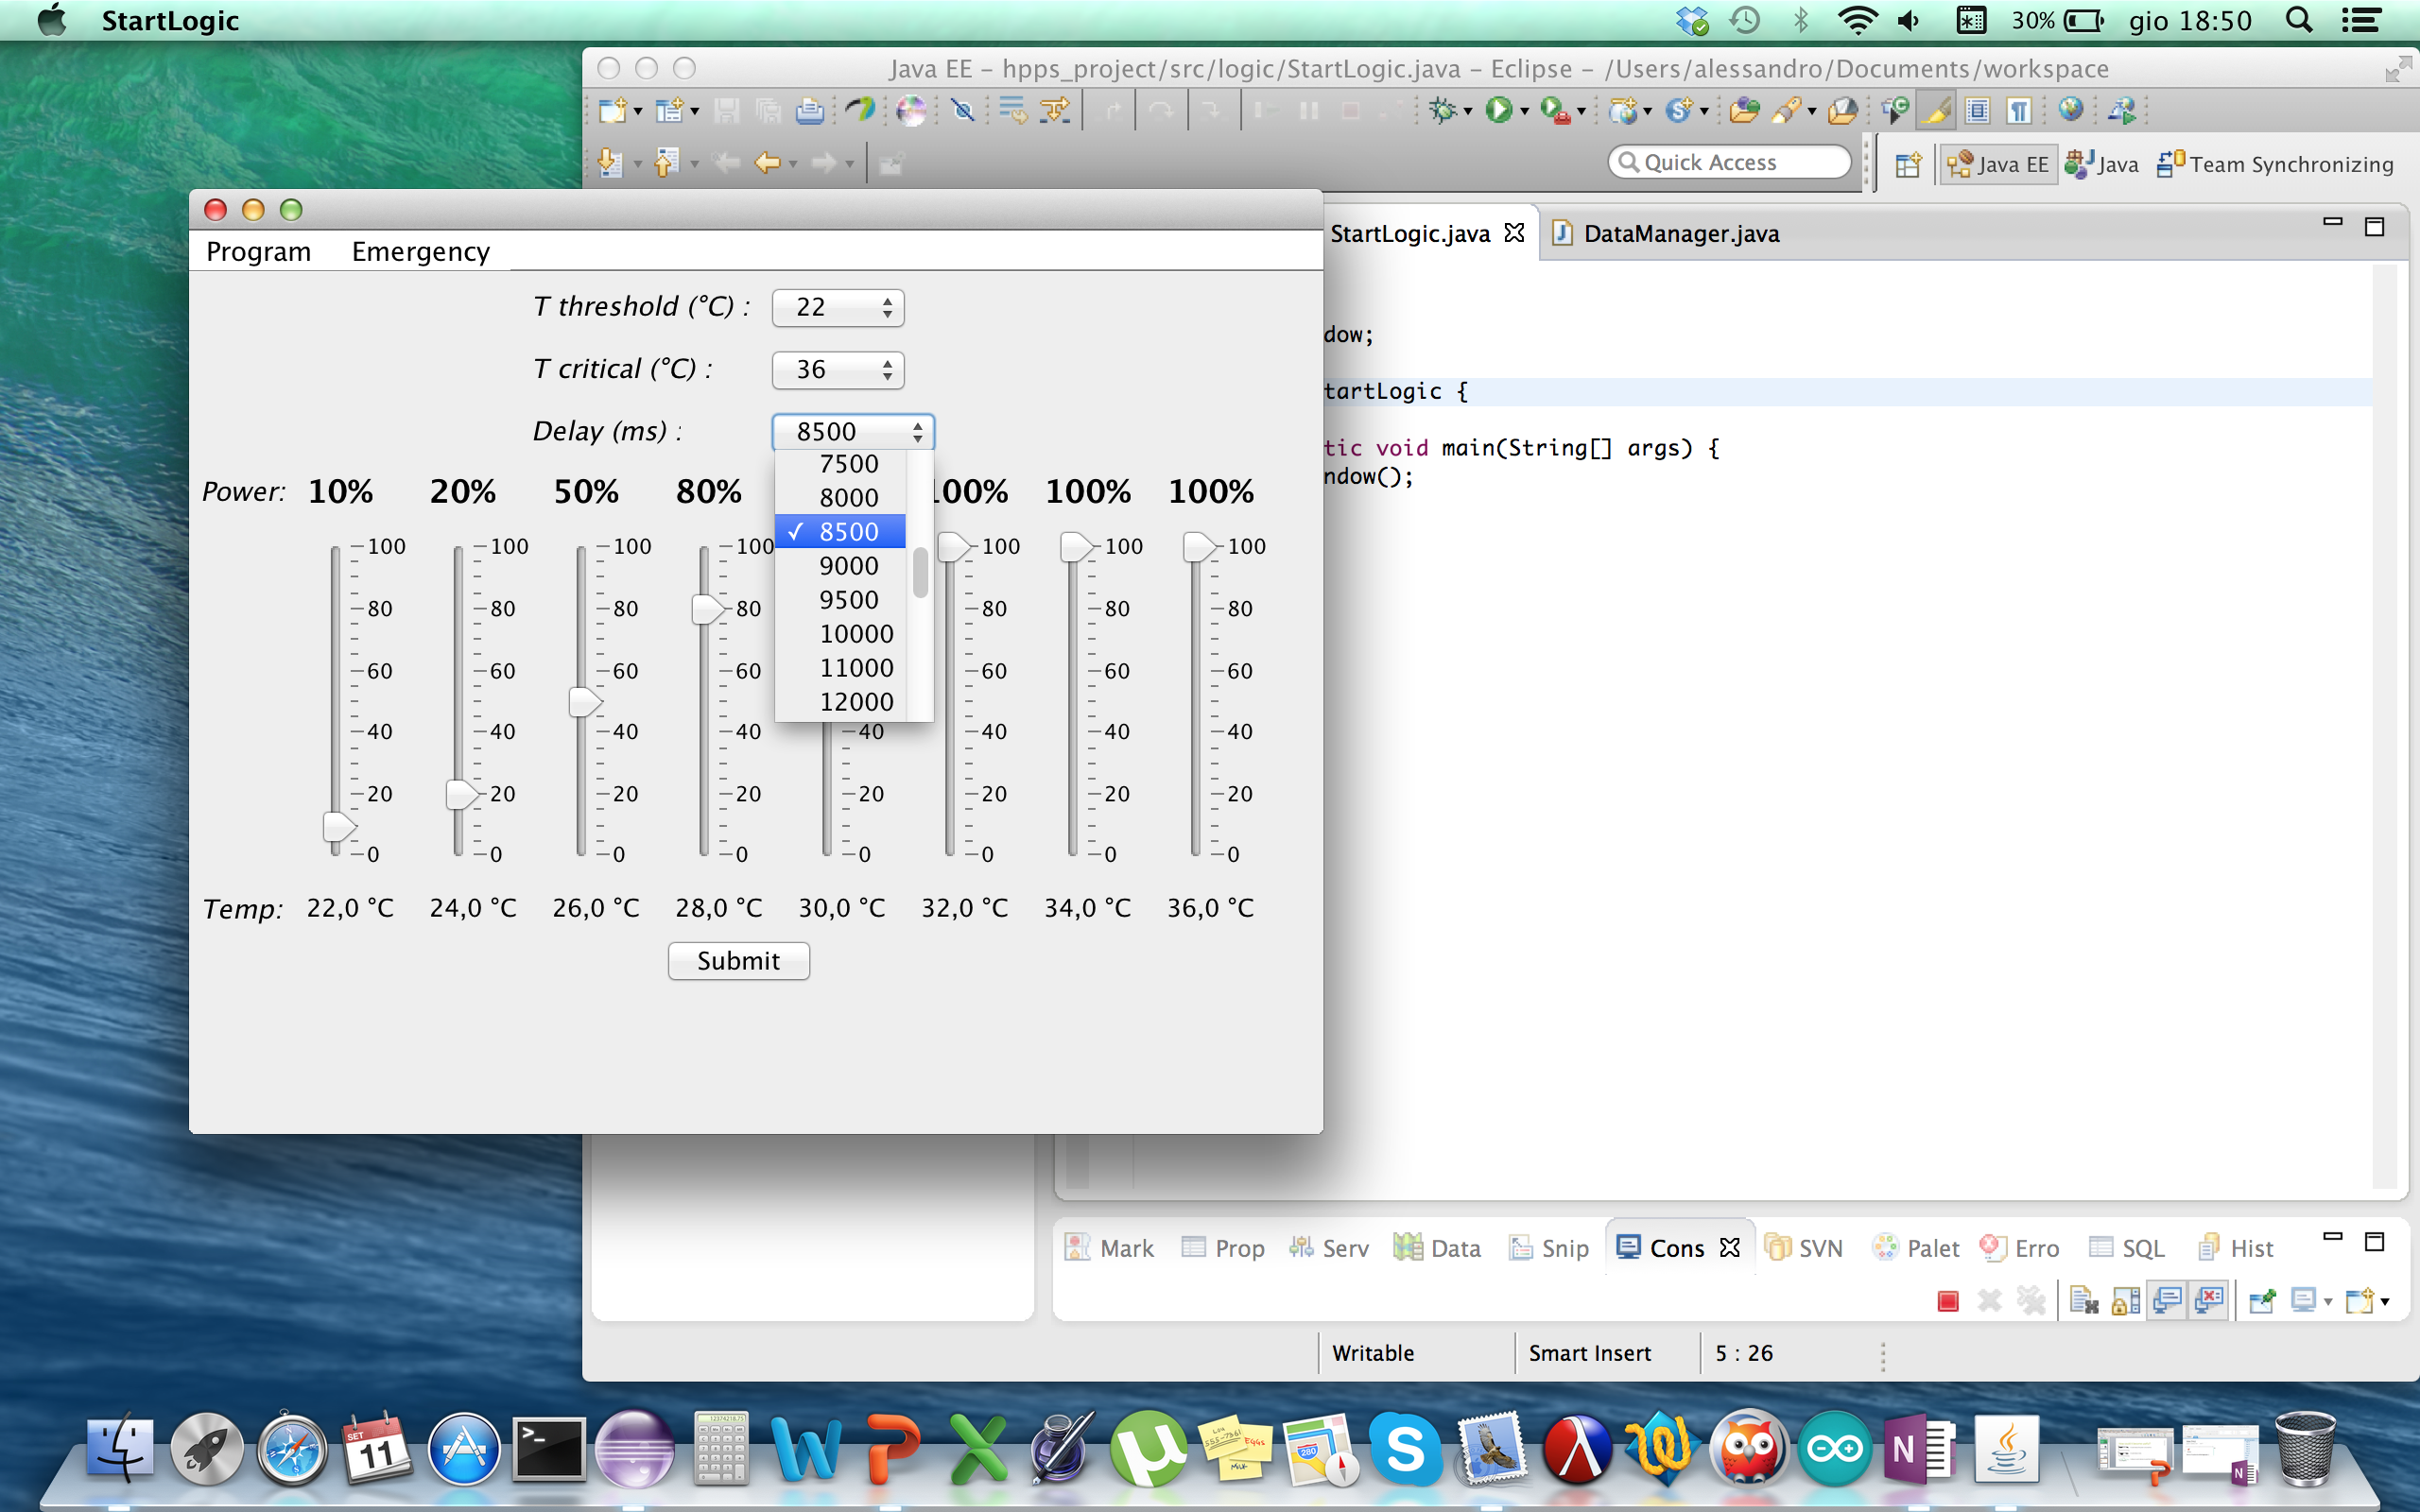 StartLogic 30% gio 18:50
Java EE – hpps_project/src/logic/StartLogic.java – Eclipse – /Users/alessandro/Documents/workspace
Quick Access Java EE Java Team Synchronizing
StartLogic.java DataManager.java
Program Emergency
T threshold (°C) : 22
T critical (°C) : 36
Delay (ms) : 8500
7500
8000
✓ 8500
9000
9500
10000
11000
12000
Power: 10% 20% 50% 80% 100% 100% 100%
100 100 100 100 100 100 100
80 80 80 80 80 80 80
60 60 60 60 60 60 60
40 40 40 40 40 40 40 40
20 20 20 20 20 20 20 20
0 0 0 0 0 0 0 0
Temp: 22,0 °C 24,0 °C 26,0 °C 28,0 °C 30,0 °C 32,0 °C 34,0 °C 36,0 °C
Submit
dow;
tartLogic {
tic void main(String[] args) {
ndow();
Mark Prop Serv Data Snip Cons SVN Palet Erro SQL Hist
Writable Smart Insert 5 : 26
SET
11
280